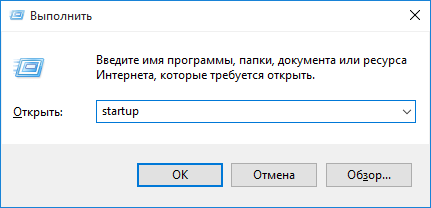 Выполнить
Введите имя программы, папки, документа или ресурса
Интернета, которые требуется открыть.
Открыть: startup
ОК Отмена Обзор...